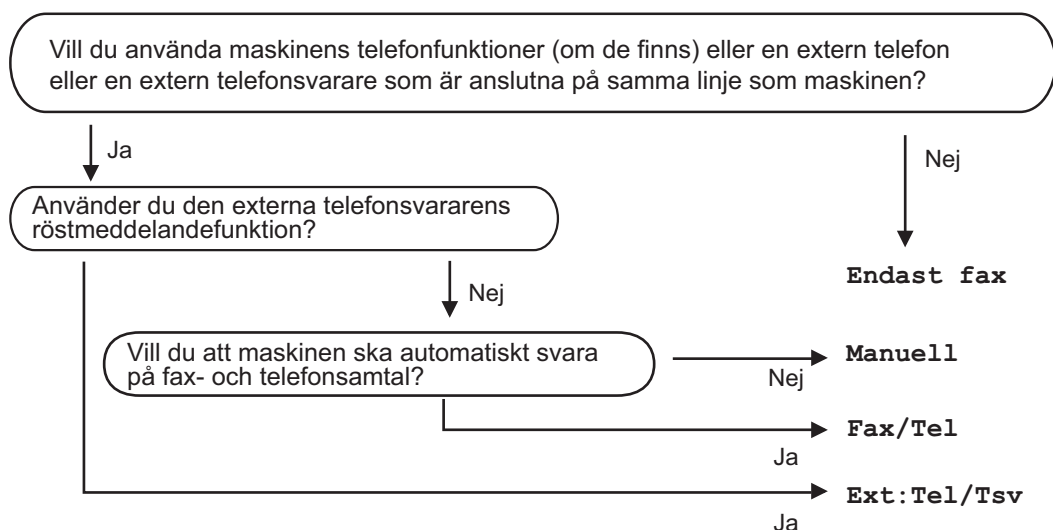 Vill du använda maskinens telefonfunktioner (om de finns) eller en extern telefon
eller en extern telefonsvarare som är anslutna på samma linje som maskinen?
Ja
Nej
Använder du den externa telefonsvararens
röstmeddelandefunktion?
Endast fax
Nej
Vill du att maskinen ska automatiskt svara
på fax- och telefonsamtal?
Manuell
Nej
Fax/Tel
Ja
Ext:Tel/Tsv
Ja